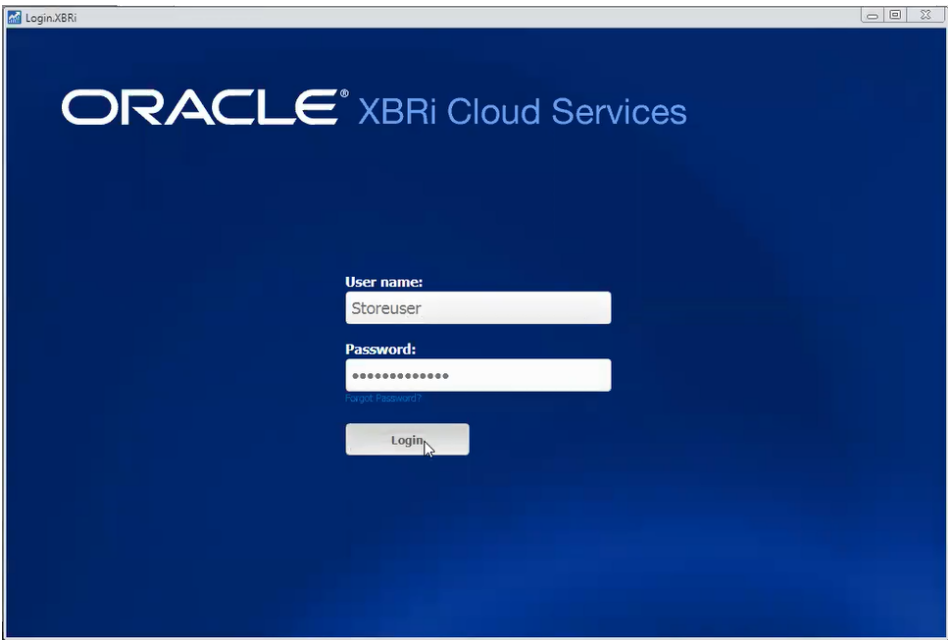 Login.XBRi
ORACLE® XBRi Cloud Services
User name:
Storeuser
Password:
•••••••••••••
Forgot Password?
Login